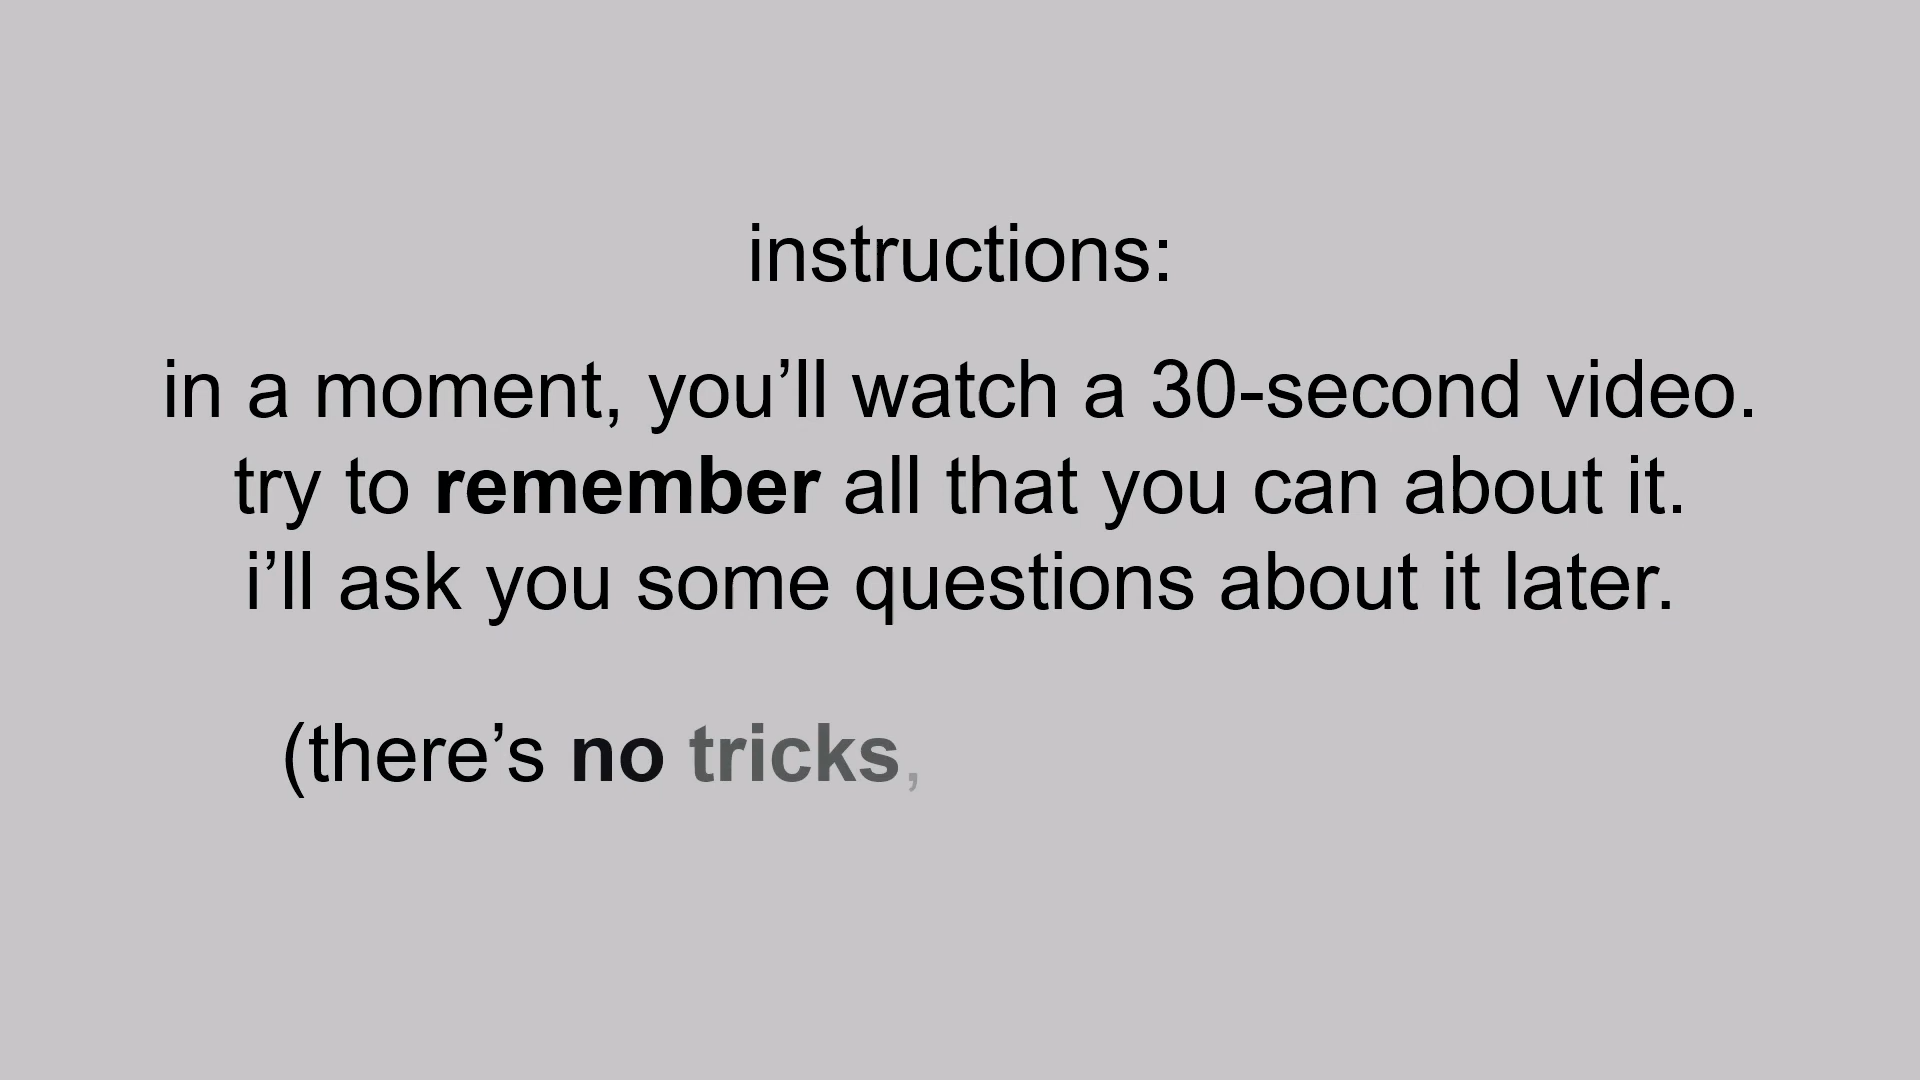 instructions:
in a moment, you’ll watch a 30-second video.
try to remember all that you can about it.
i’ll ask you some questions about it later.
(there’s no tricks,